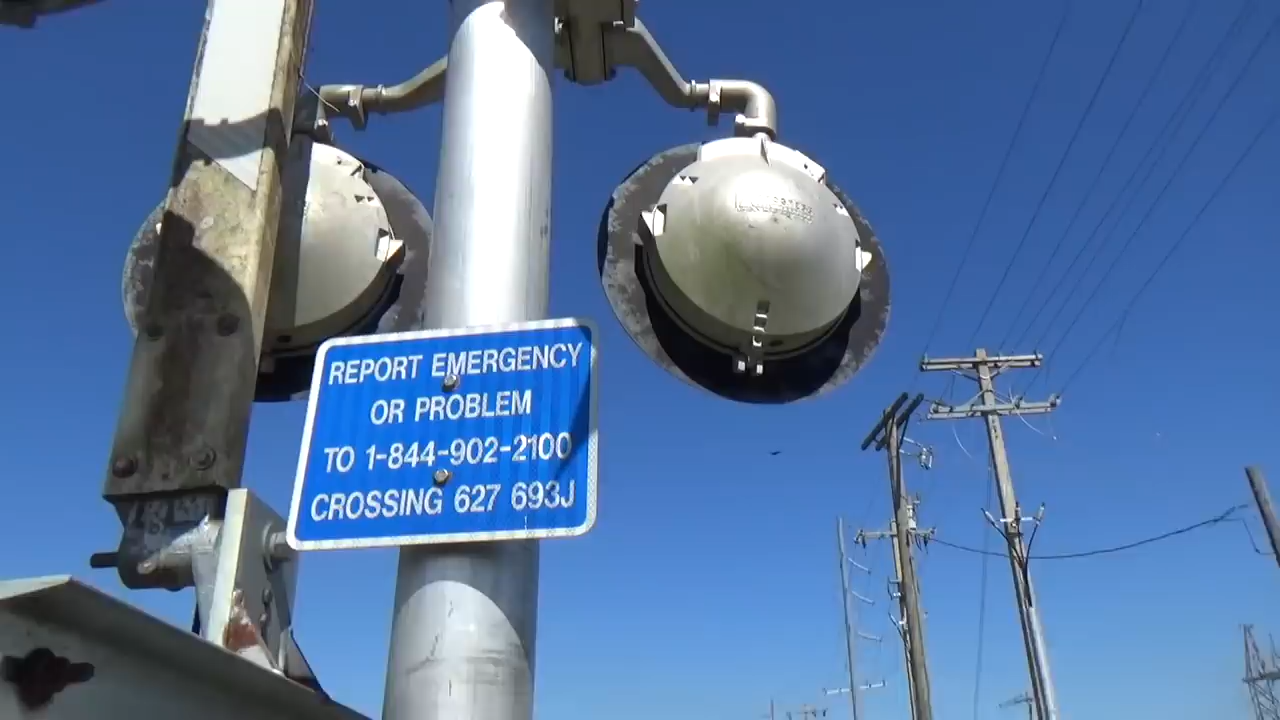 REPORT EMERGENCY
OR PROBLEM
TO 1-844-902-2100
CROSSING 627 693J